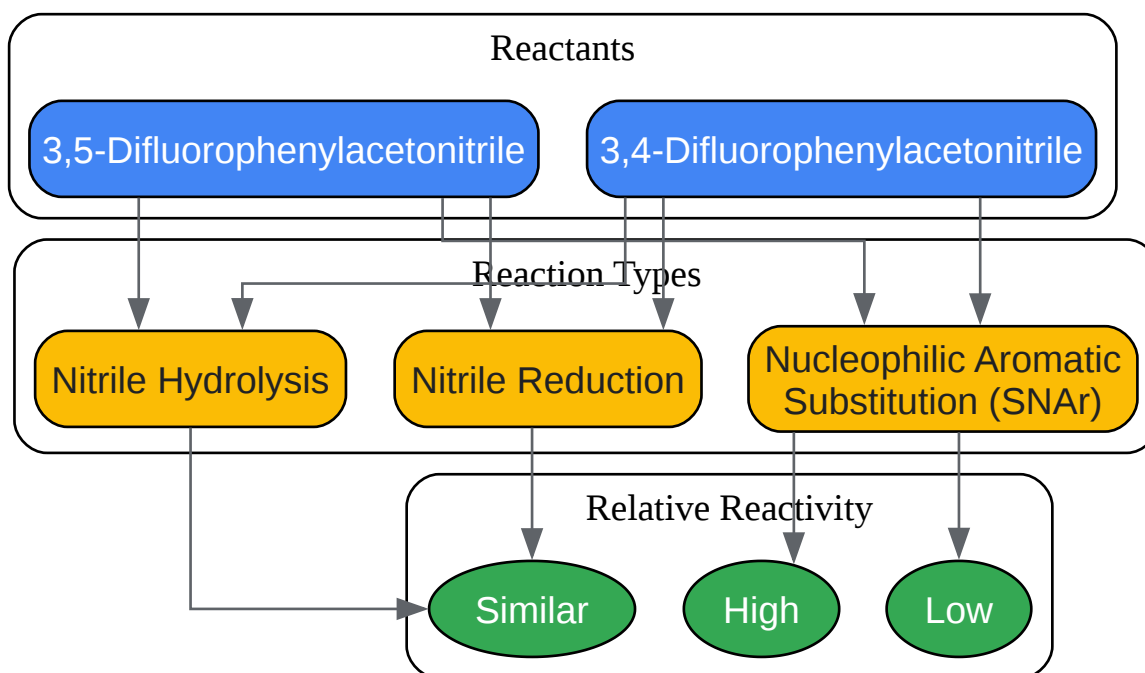 Reactants
3,5-Difluorophenylacetonitrile
3,4-Difluorophenylacetonitrile
Reaction Types
Nitrile Hydrolysis
Nitrile Reduction
Nucleophilic Aromatic
Substitution (SNAr)
Relative Reactivity
Similar
High
Low